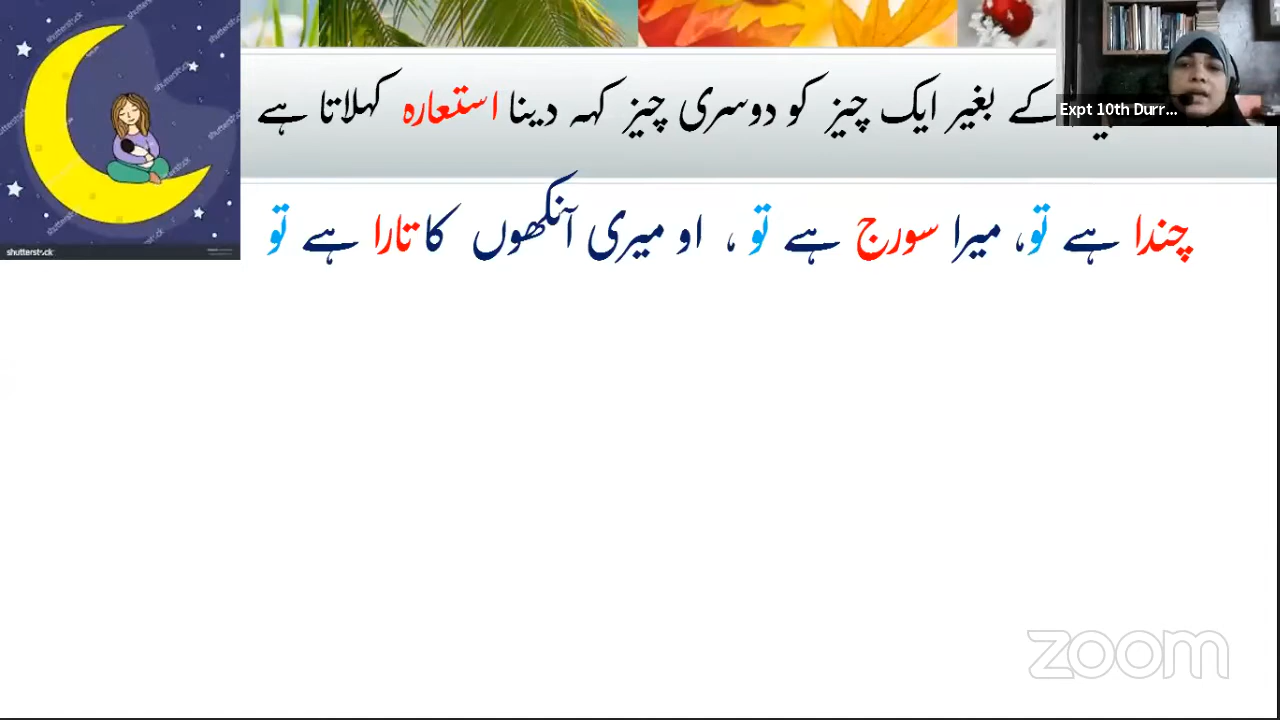 کے بغیر ایک چیز کو دوسری چیز کہہ دینا استعارہ کہلاتا ہے
چندا ہے تو، میرا سورج ہے تو ، او میری آنکھوں کا تارا ہے تو
Expt 10th Durr...
shutterstock
zoom